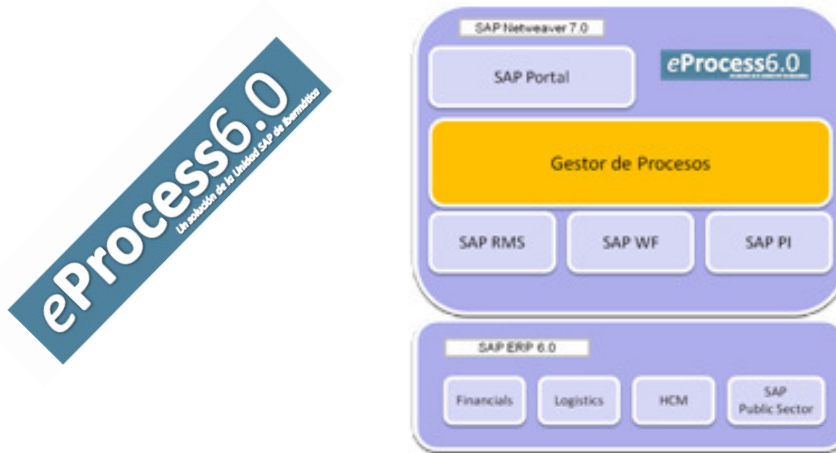 eProcess6.0
Un solución de la Unidad SAP de Ibermática
SAP Netweaver 7.0
eProcess6.0
SAP Portal
Gestor de Procesos
SAP RMS
SAP WF
SAP PI
SAP ERP 6.0
Financials
Logistics
HCM
SAP
Public Sector